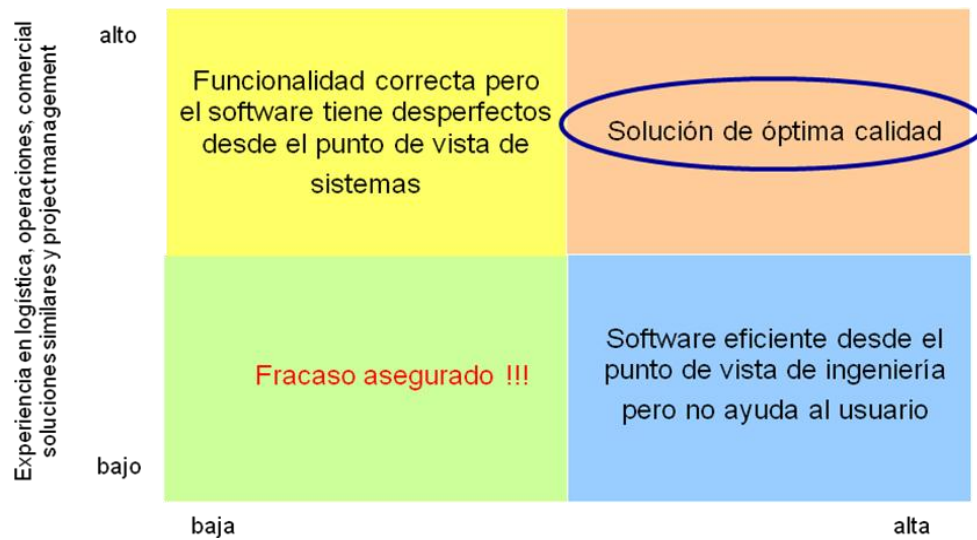 Experiencia en logística, operaciones, comercial
soluciones similares y project management
alto
Funcionalidad correcta pero
el software tiene desperfectos
desde el punto de vista de
sistemas
Solución de óptima calidad
Fracaso asegurado !!!
Software eficiente desde el
punto de vista de ingeniería
pero no ayuda al usuario
bajo
baja
alta